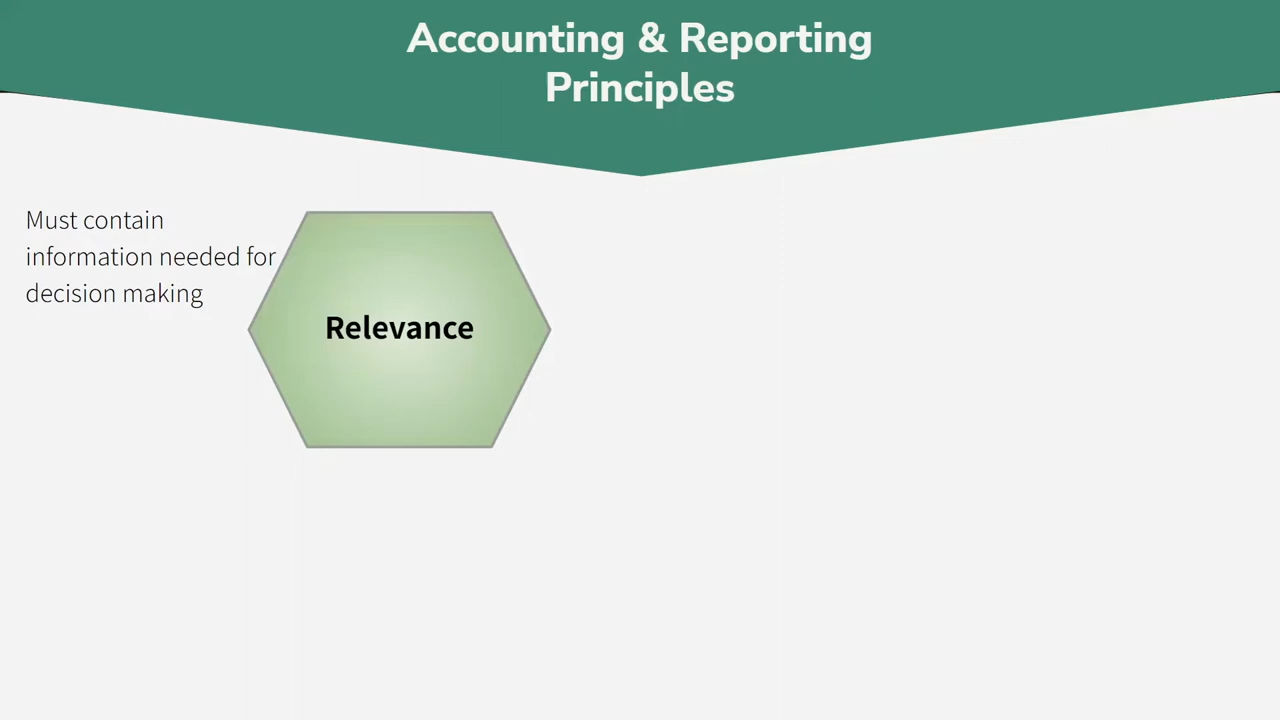 Accounting & Reporting
Principles
Must contain
information needed for
decision making
Relevance